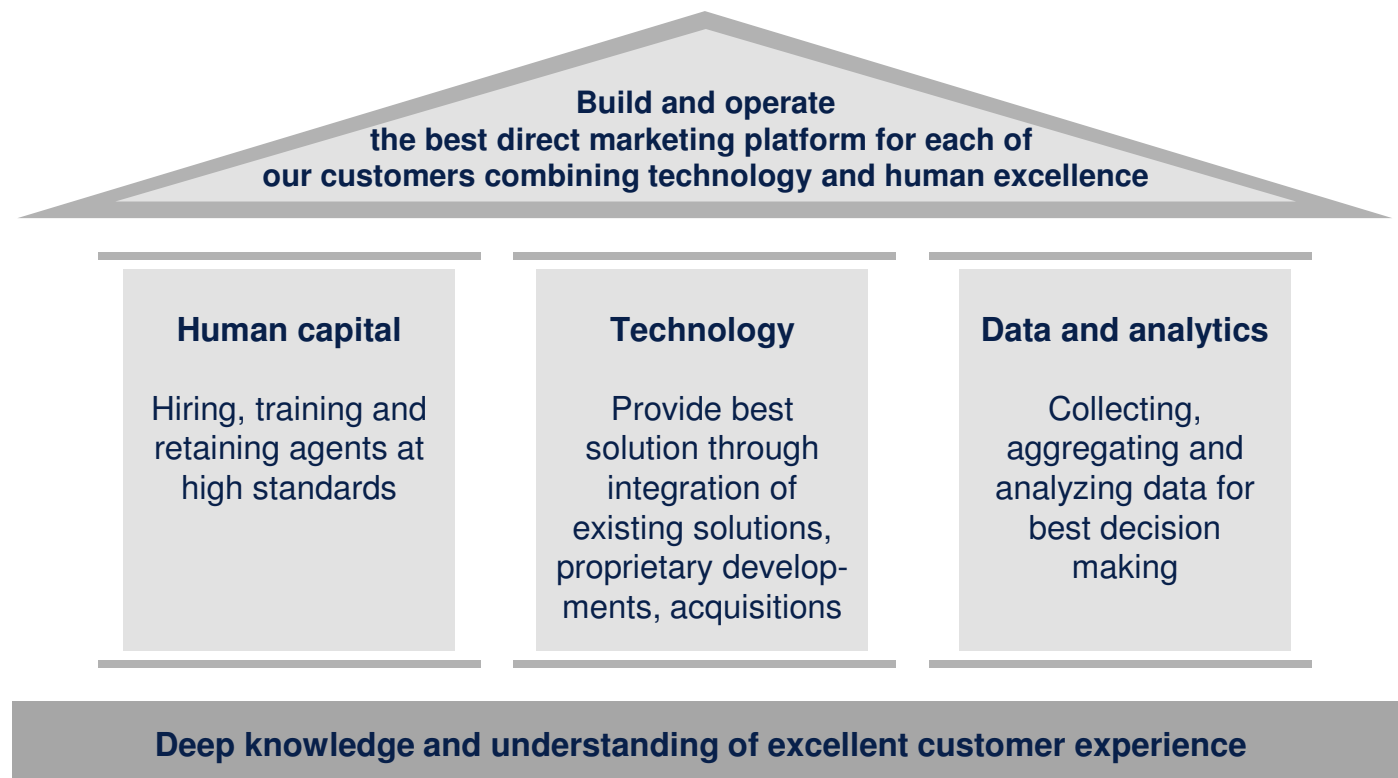 Build and operate
the best direct marketing platform for each of
our customers combining technology and human excellence
Human capital
Hiring, training and
retaining agents at
high standards
Technology
Provide best
solution through
integration of
existing solutions,
proprietary develop-
ments, acquisitions
Data and analytics
Collecting,
aggregating and
analyzing data for
best decision
making
Deep knowledge and understanding of excellent customer experience